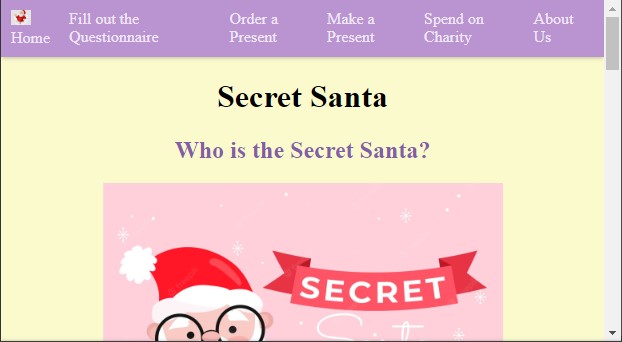 Home
Fill out the
Questionnaire
Order a
Present
Make a
Present
Spend on
Charity
About
Us
Secret Santa
Who is the Secret Santa?
SECRET
Santa